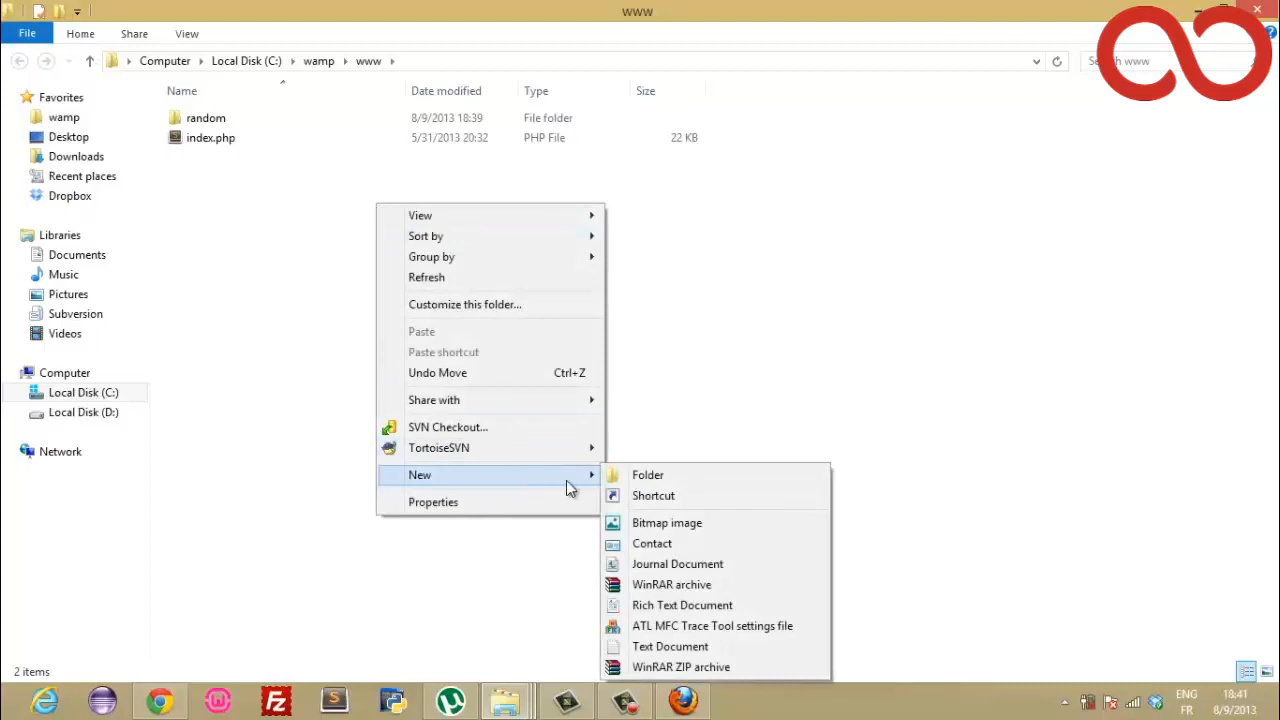 www
File
Home
Share
View
Computer
Local Disk (C:)
wamp
www
Search www
Name
Date modified
Type
Size
random
8/9/2013 18:39
File folder
index.php
5/31/2013 20:32
PHP File
22 KB
Favorites
wamp
Desktop
Downloads
Recent places
Dropbox
Libraries
Documents
Music
Pictures
Subversion
Videos
Computer
Local Disk (C:)
Local Disk (D:)
Network
View
Sort by
Group by
Refresh
Customize this folder...
Paste
Paste shortcut
Undo Move
Ctrl+Z
Share with
SVN Checkout...
TortoiseSVN
New
Properties
Folder
Shortcut
Bitmap image
Contact
Journal Document
WinRAR archive
Rich Text Document
ATL MFC Trace Tool settings file
Text Document
WinRAR ZIP archive
2 items
ENG
FR
18:41
8/9/2013